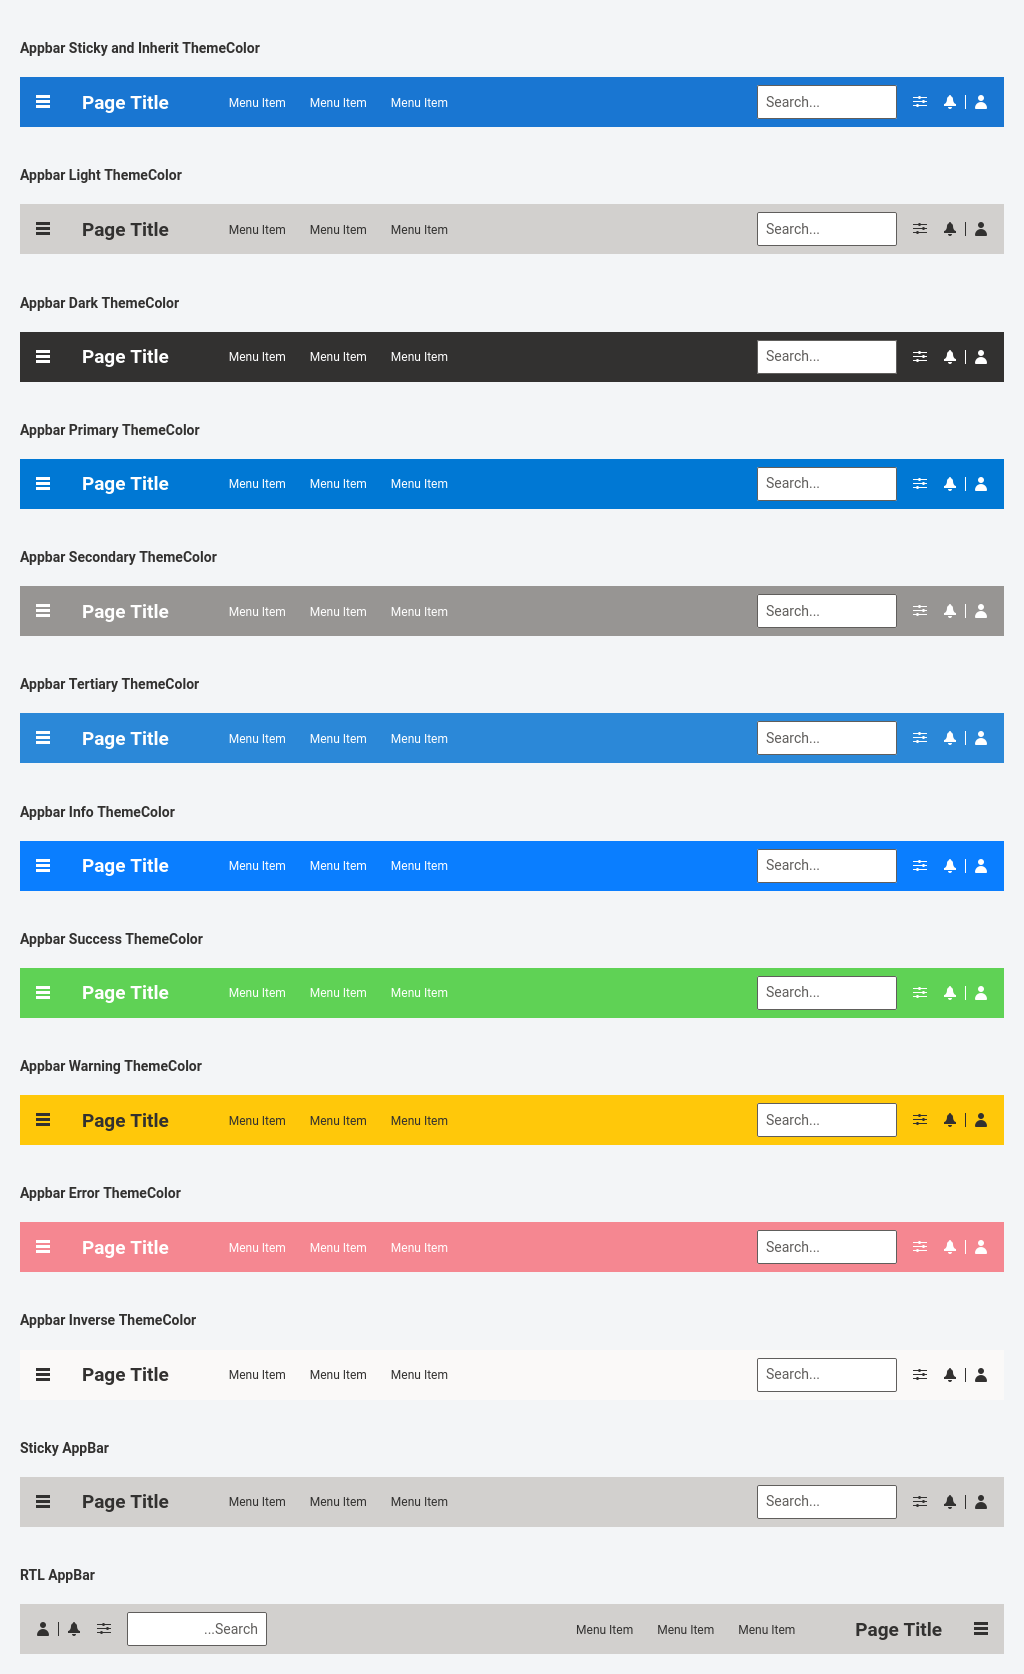 Appbar Sticky and Inherit ThemeColor
Page Title Menu Item Menu Item Menu Item Search...
Appbar Light ThemeColor
Page Title Menu Item Menu Item Menu Item Search...
Appbar Dark ThemeColor
Page Title Menu Item Menu Item Menu Item Search...
Appbar Primary ThemeColor
Page Title Menu Item Menu Item Menu Item Search...
Appbar Secondary ThemeColor
Page Title Menu Item Menu Item Menu Item Search...
Appbar Tertiary ThemeColor
Page Title Menu Item Menu Item Menu Item Search...
Appbar Info ThemeColor
Page Title Menu Item Menu Item Menu Item Search...
Appbar Success ThemeColor
Page Title Menu Item Menu Item Menu Item Search...
Appbar Warning ThemeColor
Page Title Menu Item Menu Item Menu Item Search...
Appbar Error ThemeColor
Page Title Menu Item Menu Item Menu Item Search...
Appbar Inverse ThemeColor
Page Title Menu Item Menu Item Menu Item Search...
Sticky AppBar
Page Title Menu Item Menu Item Menu Item Search...
RTL AppBar
...Search Menu Item Menu Item Menu Item Page Title